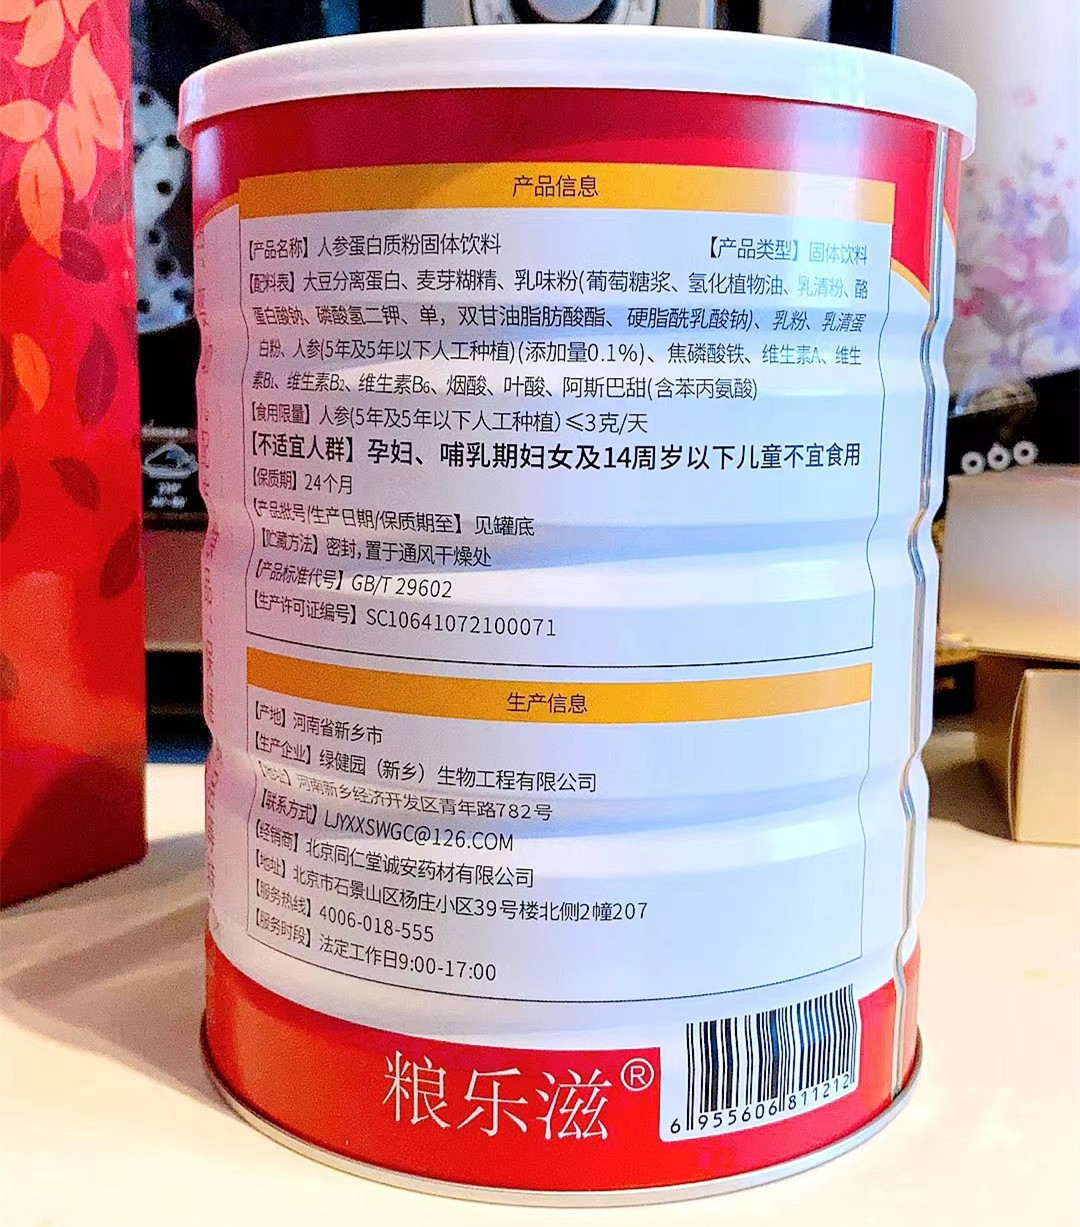 产品信息
【产品名称】人参蛋白质粉固体饮料 【产品类型】固体饮料
【配料表】大豆分离蛋白、麦芽糊精、乳味粉(葡萄糖浆、氢化植物油、乳清粉、酪
蛋白酸钠、磷酸氢二钾、单，双甘油脂肪酸酯、硬脂酰乳酸钠)、乳粉、乳清蛋
白粉、人参(5年及5年以下人工种植)(添加量0.1%)、焦磷酸铁、维生素A、维生
素B₁、维生素B₂、维生素B₆、烟酸、叶酸、阿斯巴甜(含苯丙氨酸)
【食用限量】人参(5年及5年以下人工种植)≤3克/天
【不适宜人群】孕妇、哺乳期妇女及14周岁以下儿童不宜食用
【保质期】24个月
【产品批号/生产日期/保质期至】见罐底
【贮藏方法】密封,置于通风干燥处
【产品标准代号】GB/T 29602
【生产许可证编号】SC10641072100071
生产信息
【产地】河南省新乡市
【生产企业】绿健园（新乡）生物工程有限公司
【地址】河南新乡经济开发区青年路782号
【联系方式】LJYXXSWGC@126.COM
【经销商】北京同仁堂诚安药材有限公司
【地址】北京市石景山区杨庄小区39号楼北侧2幢207
【服务热线】4006-018-555
【服务时段】法定工作日9:00-17:00
粮乐滋®
6 955606 811212